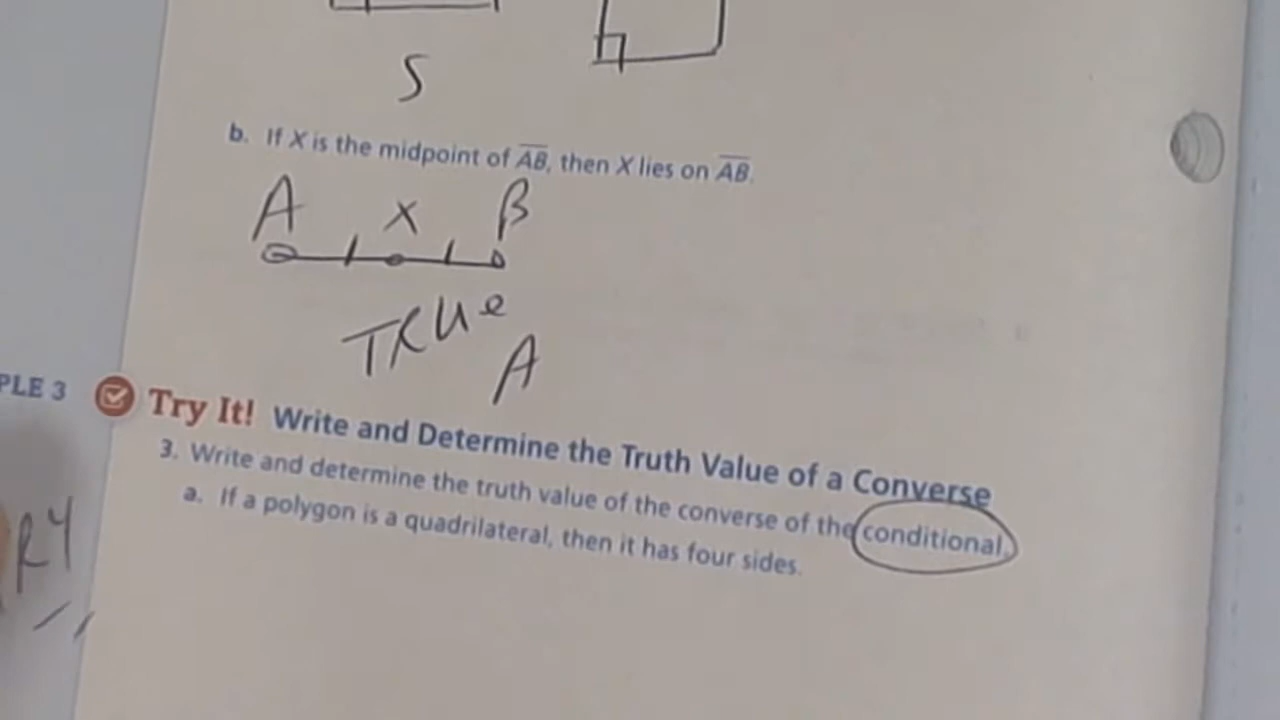 S
b. If X is the midpoint of AB, then X lies on AB.
A X B
TRUe
A
PLE 3 Try It! Write and Determine the Truth Value of a Converse
3. Write and determine the truth value of the converse of the conditional.
a. If a polygon is a quadrilateral, then it has four sides.
RY